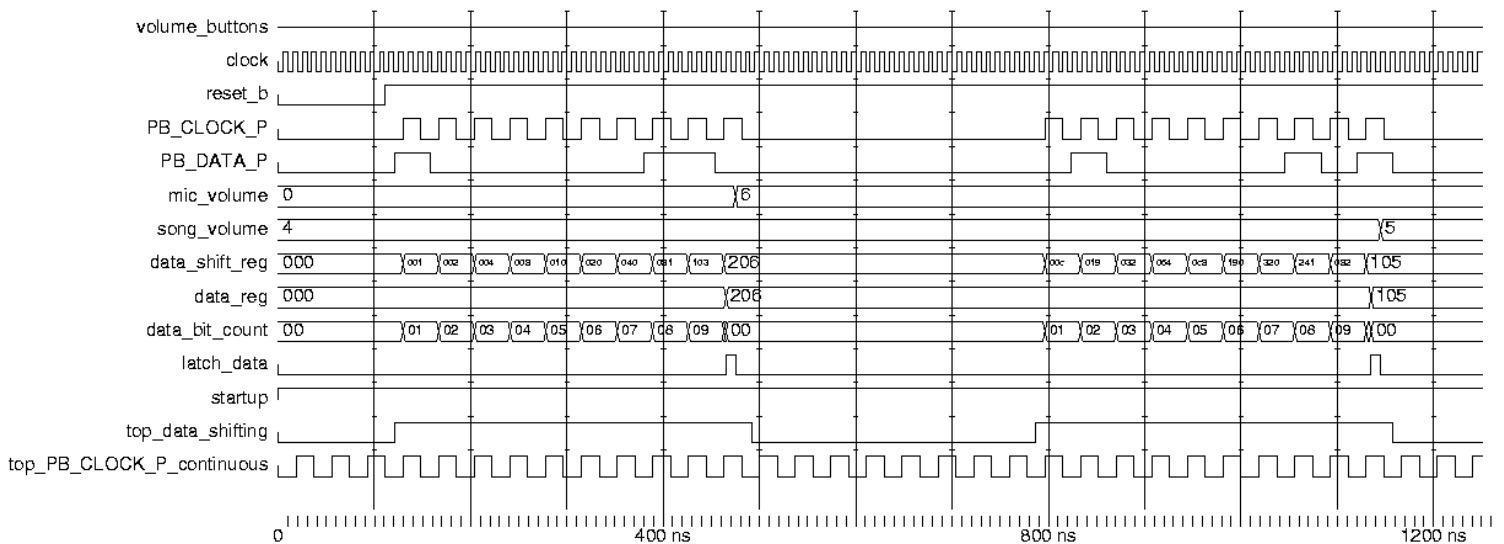 volume_buttons
clock
reset_b
PB_CLOCK_P
PB_DATA_P
mic_volume 0 6
song_volume 4 5
data_shift_reg 000 001 002 004 008 010 020 040 081 103 206 00c 019 032 064 0c8 190 320 241 082 105
data_reg 000 206 105
data_bit_count 00 01 02 03 04 05 06 07 08 09 00 01 02 03 04 05 06 07 08 09 00
latch_data
startup
top_data_shifting
top_PB_CLOCK_P_continuous
0 400 ns 800 ns 1200 ns